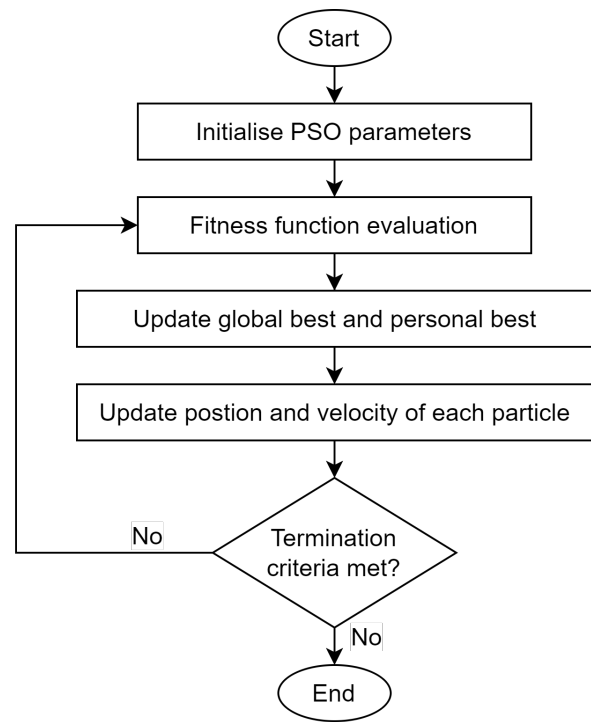 Start
Initialise PSO parameters
Fitness function evaluation
Update global best and personal best
Update postion and velocity of each particle
No
Termination
criteria met?
No
End